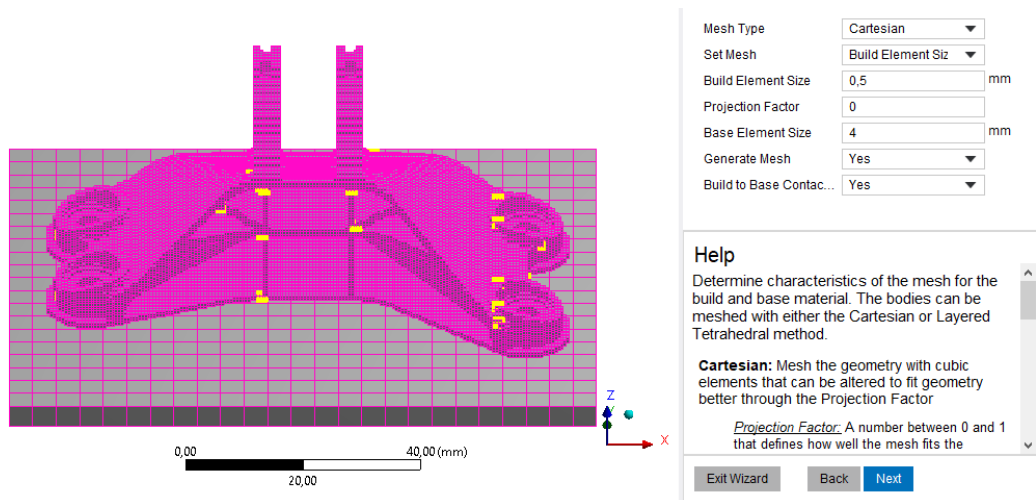 Mesh Type Cartesian
Set Mesh Build Element Siz
Build Element Size 0,5 mm
Projection Factor 0
Base Element Size 4 mm
Generate Mesh Yes
Build to Base Contac... Yes
Help
Determine characteristics of the mesh for the
build and base material. The bodies can be
meshed with either the Cartesian or Layered
Tetrahedral method.
Cartesian: Mesh the geometry with cubic
elements that can be altered to fit geometry
better through the Projection Factor
Projection Factor: A number between 0 and 1
that defines how well the mesh fits the
Exit Wizard Back Next
Z
X
0,00 40,00 (mm)
20,00